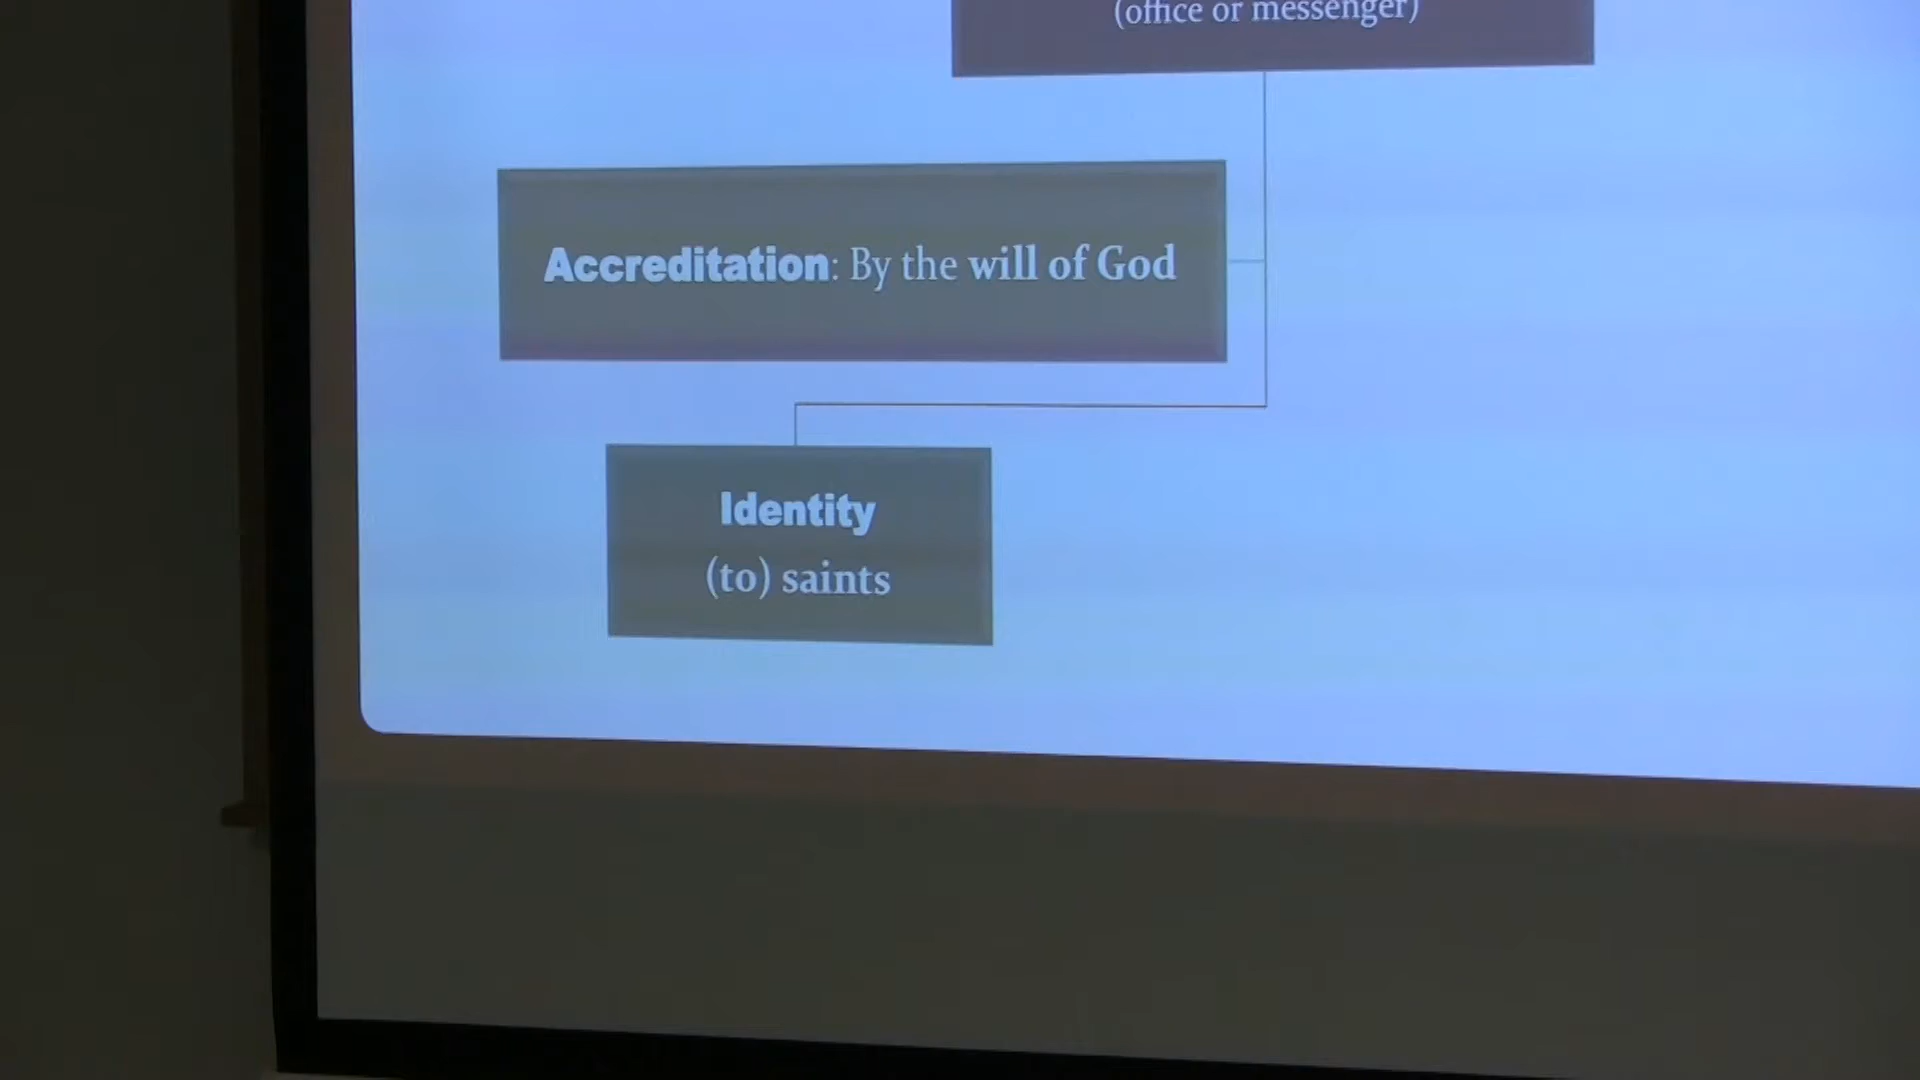 (office or messenger)
Accreditation: By the will of God
Identity
(to) saints